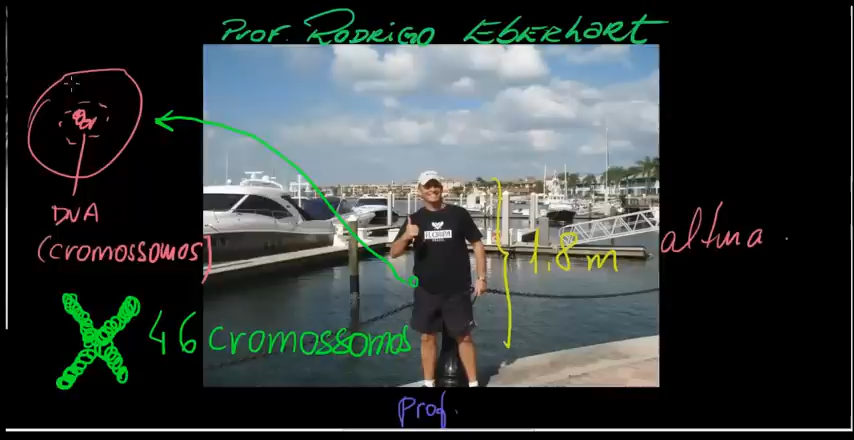 Prof. Rodrigo Eberhart
DNA
(cromossomos)
46 cromossomos
1,8 m
altura.
Prof.